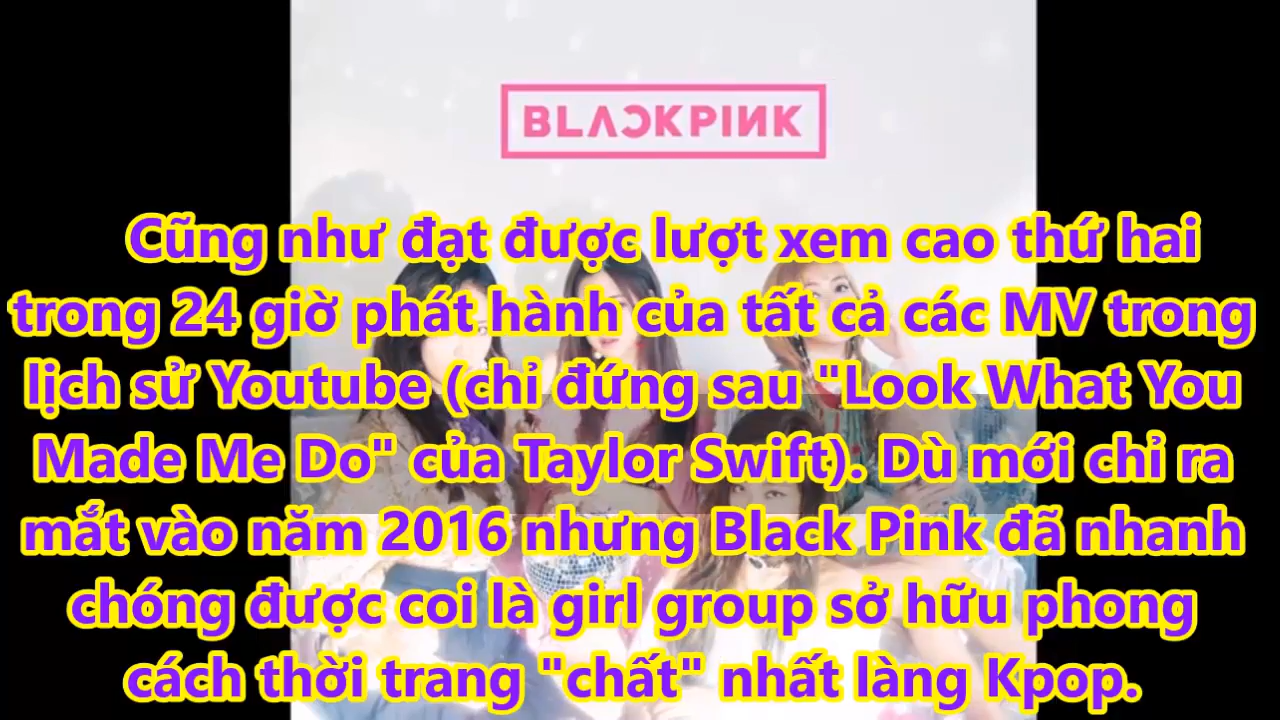 BLACKPINK
Cũng như đạt được lượt xem cao thứ hai
trong 24 giờ phát hành của tất cả các MV trong
lịch sử Youtube (chỉ đứng sau "Look What You
Made Me Do" của Taylor Swift). Dù mới chỉ ra
mắt vào năm 2016 nhưng Black Pink đã nhanh
chóng được coi là girl group sở hữu phong
cách thời trang "chất" nhất làng Kpop.